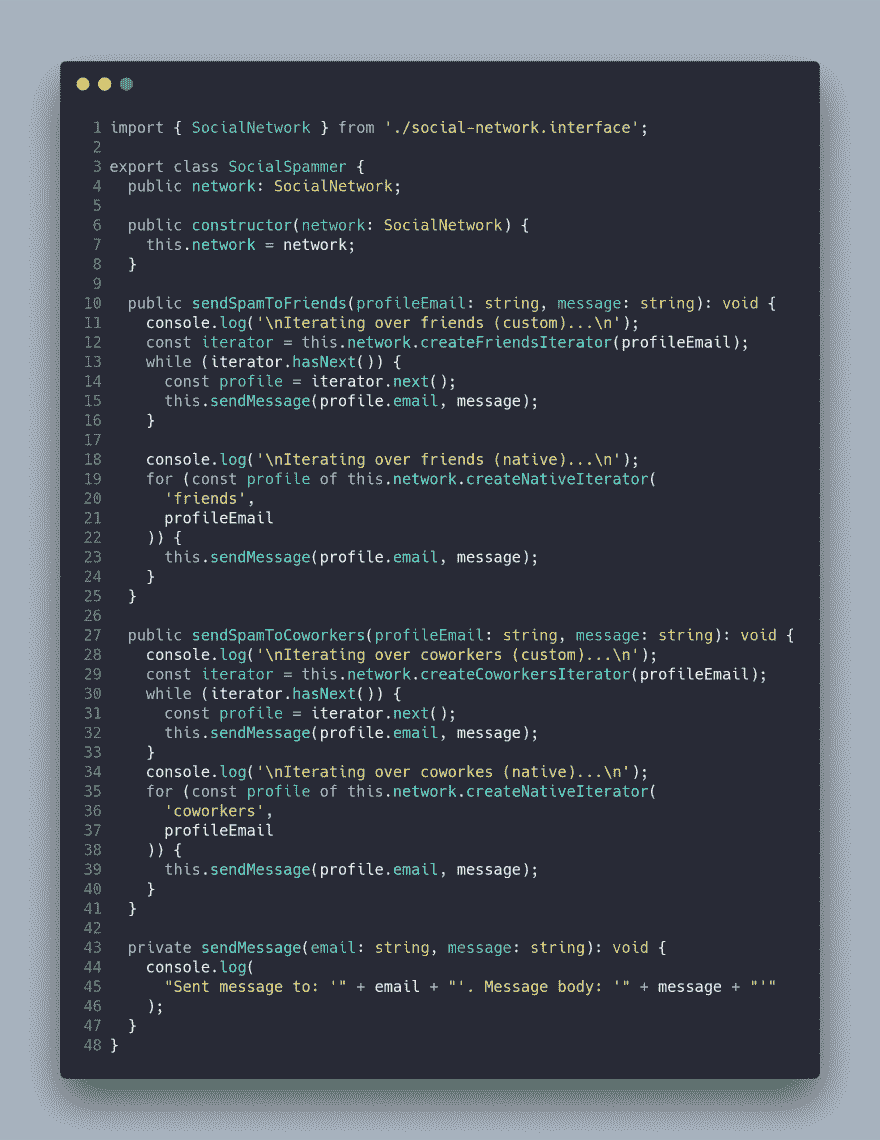 1 import { SocialNetwork } from './social-network.interface';
2
3 export class SocialSpammer {
4   public network: SocialNetwork;
5
6   public constructor(network: SocialNetwork) {
7     this.network = network;
8   }
9
10   public sendSpamToFriends(profileEmail: string, message: string): void {
11     console.log('\nIterating over friends (custom)...\n');
12     const iterator = this.network.createFriendsIterator(profileEmail);
13     while (iterator.hasNext()) {
14       const profile = iterator.next();
15       this.sendMessage(profile.email, message);
16     }
17
18     console.log('\nIterating over friends (native)...\n');
19     for (const profile of this.network.createNativeIterator(
20       'friends',
21       profileEmail
22     )) {
23       this.sendMessage(profile.email, message);
24     }
25   }
26
27   public sendSpamToCoworkers(profileEmail: string, message: string): void {
28     console.log('\nIterating over coworkers (custom)...\n');
29     const iterator = this.network.createCoworkersIterator(profileEmail);
30     while (iterator.hasNext()) {
31       const profile = iterator.next();
32       this.sendMessage(profile.email, message);
33     }
34     console.log('\nIterating over coworkes (native)...\n');
35     for (const profile of this.network.createNativeIterator(
36       'coworkers',
37       profileEmail
38     )) {
39       this.sendMessage(profile.email, message);
40     }
41   }
42
43   private sendMessage(email: string, message: string): void {
44     console.log(
45       "Sent message to: '" + email + "'. Message body: '" + message + "'"
46     );
47   }
48 }